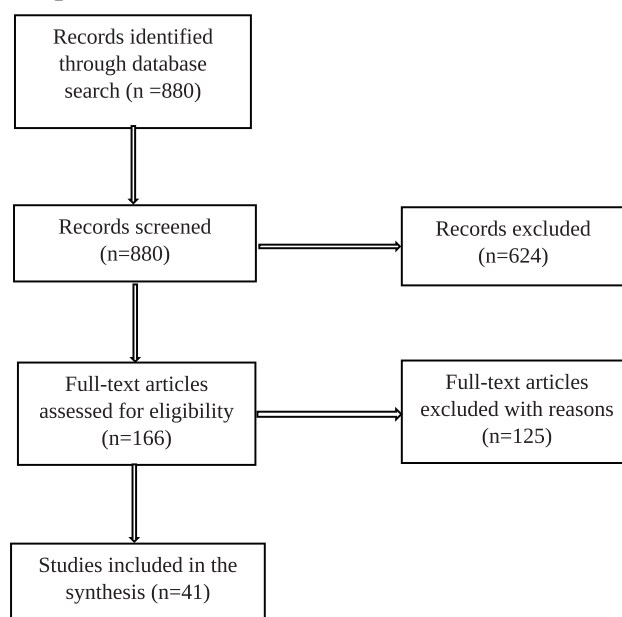 Records identified
through database
search (n =880)
Records screened
(n=880)
Records excluded
(n=624)
Full-text articles
assessed for eligibility
(n=166)
Full-text articles
excluded with reasons
(n=125)
Studies included in the
synthesis (n=41)